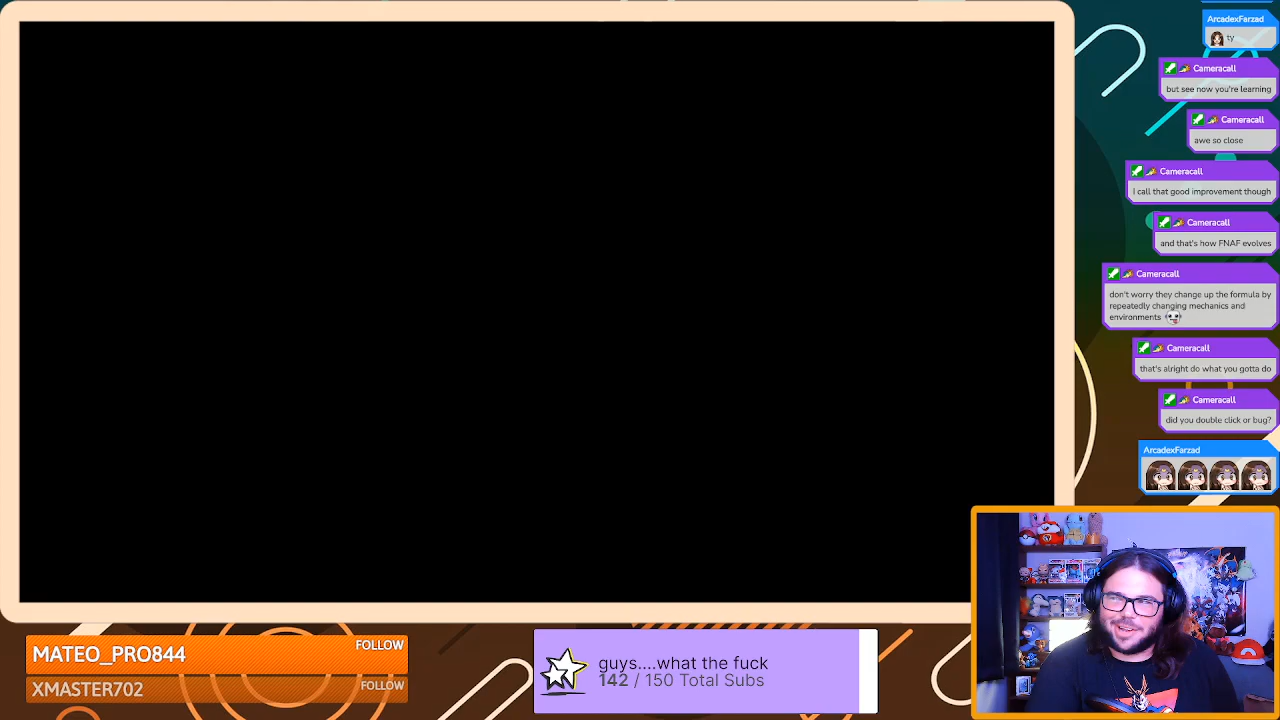 ArcadexFarzad
ty
Cameracall
but see now you're learning
Cameracall
awe so close
Cameracall
I call that good improvement though
Cameracall
and that's how FNAF evolves
Cameracall
don't worry they change up the formula by
repeatedly changing mechanics and
environments
Cameracall
that's alright do what you gotta do
Cameracall
did you double click or bug?
ArcadexFarzad
MATEO_PRO844
FOLLOW
XMASTER702
FOLLOW
guys....what the fuck
142 / 150 Total Subs